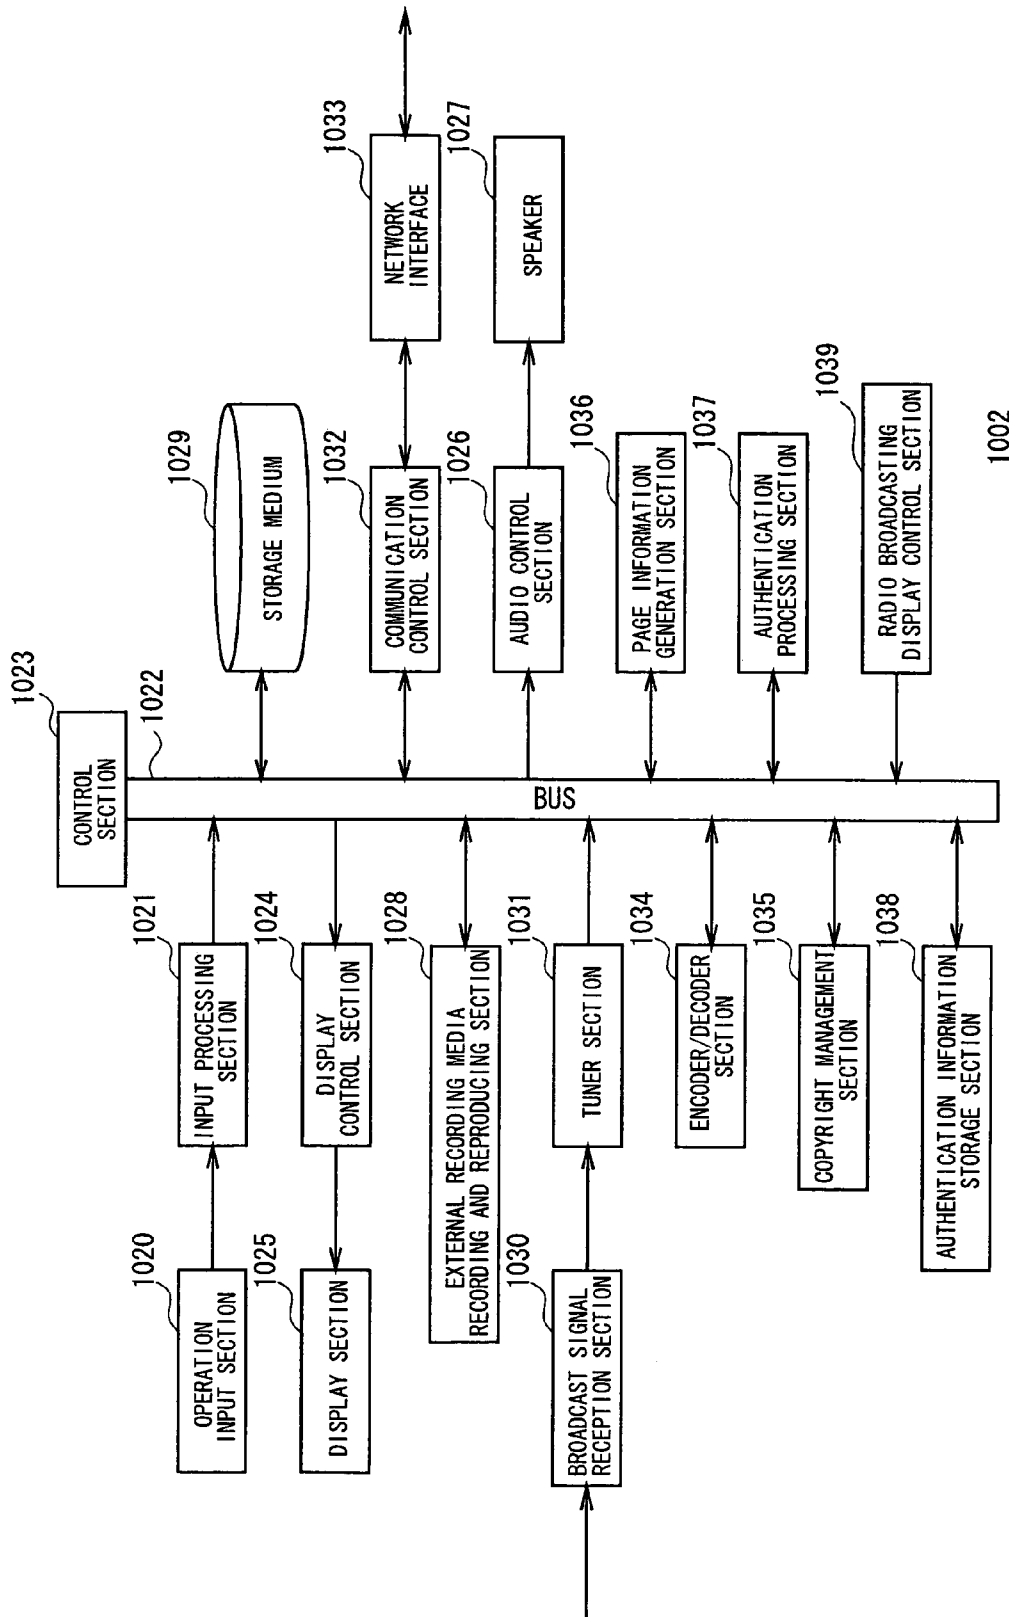 1023
CONTROL
SECTION
1022
BUS
1020
OPERATION
INPUT SECTION
1021
INPUT PROCESSING
SECTION
1025
DISPLAY SECTION
1024
DISPLAY
CONTROL SECTION
1028
EXTERNAL RECORDING MEDIA
RECORDING AND REPRODUCING SECTION
1030
BROADCAST SIGNAL
RECEPTION SECTION
1031
TUNER SECTION
1034
ENCODER/DECODER
SECTION
1035
COPYRIGHT MANAGEMENT
SECTION
1038
AUTHENTICATION INFORMATION
STORAGE SECTION
1029
STORAGE MEDIUM
1032
COMMUNICATION
CONTROL SECTION
1033
NETWORK
INTERFACE
1026
AUDIO CONTROL
SECTION
1027
SPEAKER
1036
PAGE INFORMATION
GENERATION SECTION
1037
AUTHENTICATION
PROCESSING SECTION
1039
RADIO BROADCASTING
DISPLAY CONTROL SECTION
1002